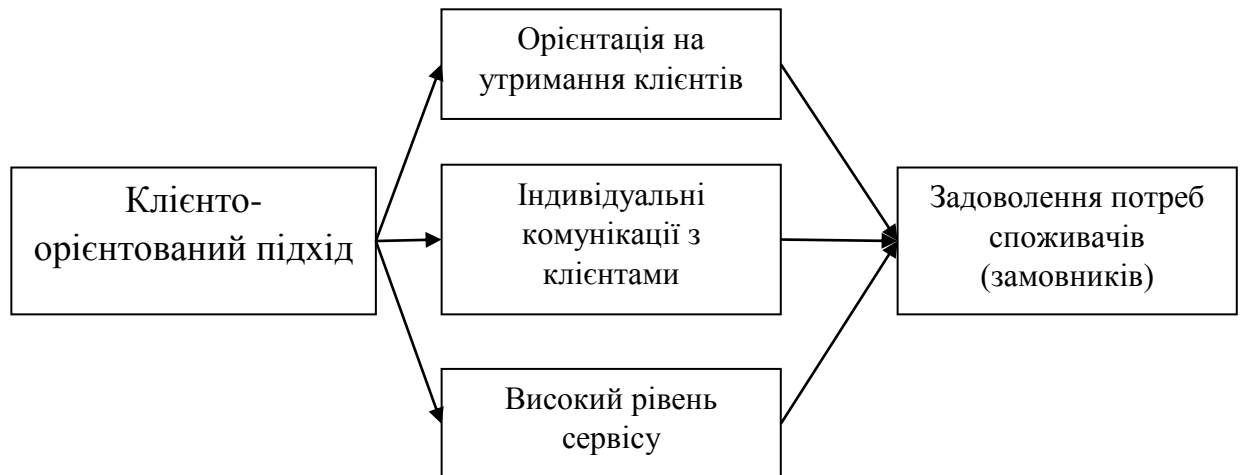 Орієнтація на
утримання клієнтів
Клієнто-
орієнтований підхід
Індивідуальні
комунікації з
клієнтами
Задоволення потреб
споживачів
(замовників)
Високий рівень
сервісу